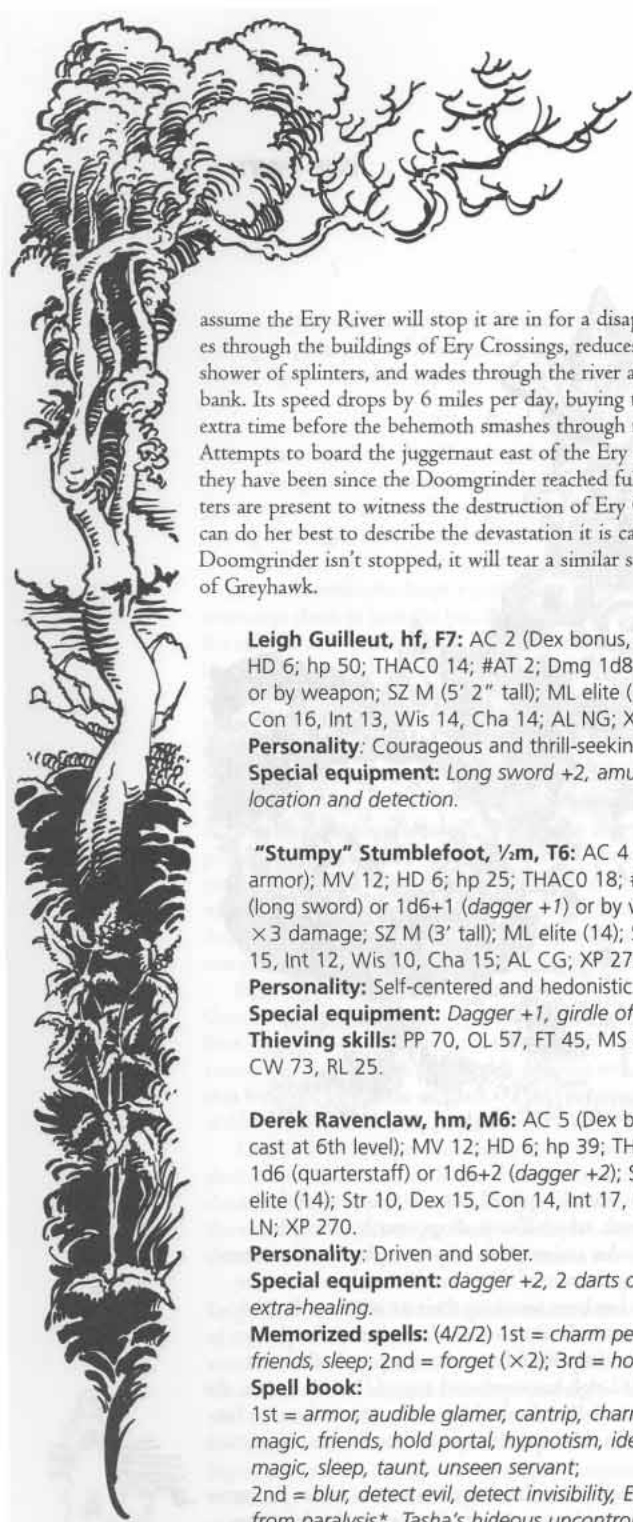 assume the Ery River will stop it are in for a disap
es through the buildings of Ery Crossings, reduces
shower of splinters, and wades through the river a
bank. Its speed drops by 6 miles per day, buying
extra time before the behemoth smashes through
Attempts to board the juggernaut east of the Ery
they have been since the Doomgrinder reached fu
ters are present to witness the destruction of Ery
can do her best to describe the devastation it is ca
Doomgrinder isn't stopped, it will tear a similar s
of Greyhawk.
Leigh Guilleut, hf, F7: AC 2 (Dex bonus,
HD 6; hp 50; THAC0 14; #AT 2; Dmg 1d8
or by weapon; SZ M (5' 2" tall); ML elite (
Con 16, Int 13, Wis 14, Cha 14; AL NG; X
Personality: Courageous and thrill-seeking
Special equipment: Long sword +2, amu
location and detection.
"Stumpy" Stumblefoot, ½m, T6: AC 4
armor); MV 12; HD 6; hp 25; THAC0 18; #
(long sword) or 1d6+1 (dagger +1) or by v
×3 damage; SZ M (3' tall); ML elite (14); S
15, Int 12, Wis 10, Cha 15; AL CG; XP 27
Personality: Self-centered and hedonistic
Special equipment: Dagger +1, girdle of
Thieving skills: PP 70, OL 57, FT 45, MS
CW 73, RL 25.
Derek Ravenclaw, hm, M6: AC 5 (Dex b
cast at 6th level); MV 12; HD 6; hp 39; TH
1d6 (quarterstaff) or 1d6+2 (dagger +2); S
elite (14); Str 10, Dex 15, Con 14, Int 17,
LN; XP 270.
Personality: Driven and sober.
Special equipment: dagger +2, 2 darts o
extra-healing.
Memorized spells: (4/2/2) 1st = charm pe
friends, sleep; 2nd = forget (×2); 3rd = ho
Spell book:
1st = armor, audible glamer, cantrip, charm
magic, friends, hold portal, hypnotism, ide
magic, sleep, taunt, unseen servant;
2nd = blur, detect evil, detect invisibility, E
from paralysis*, Tasha's hideous uncontrol